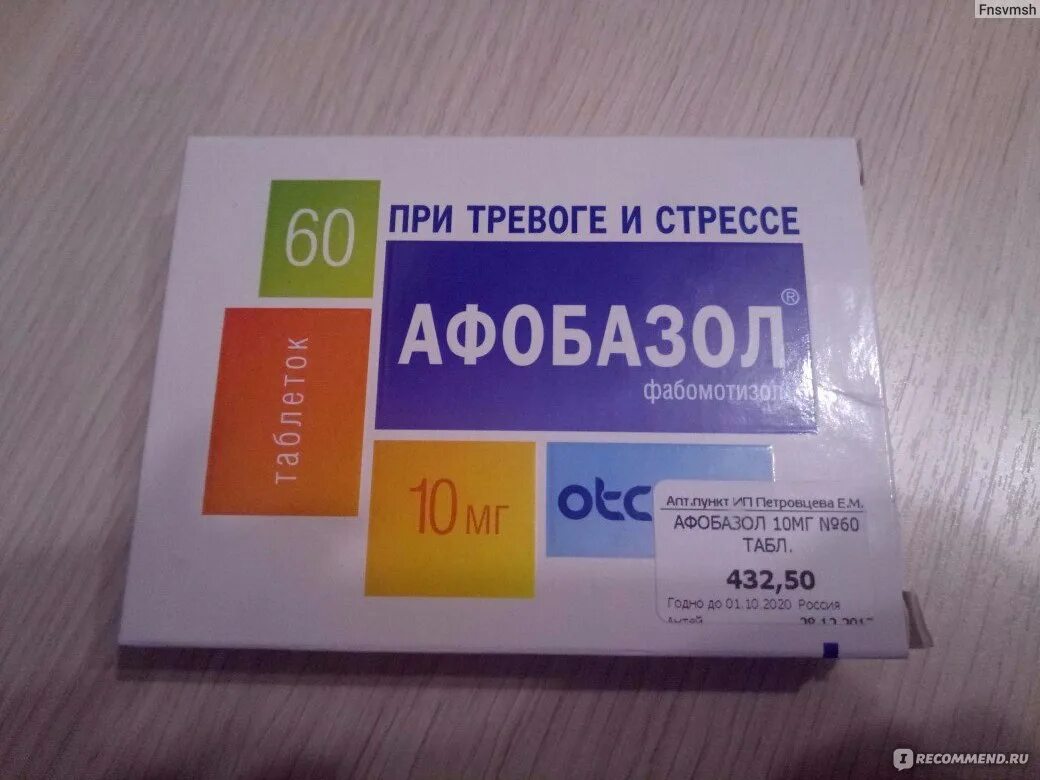 Fnsvmsh
60
ПРИ ТРЕВОГЕ И СТРЕССЕ
АФОБАЗОЛ®
фабомотизол
таблеток
10 мг
otc
Апт.пункт ИП Петровцева Е.М.
АФОБАЗОЛ 10МГ №60
ТАБЛ.
432,50
Годно до 01.10.2020 Россия
IRECOMMEND.RU